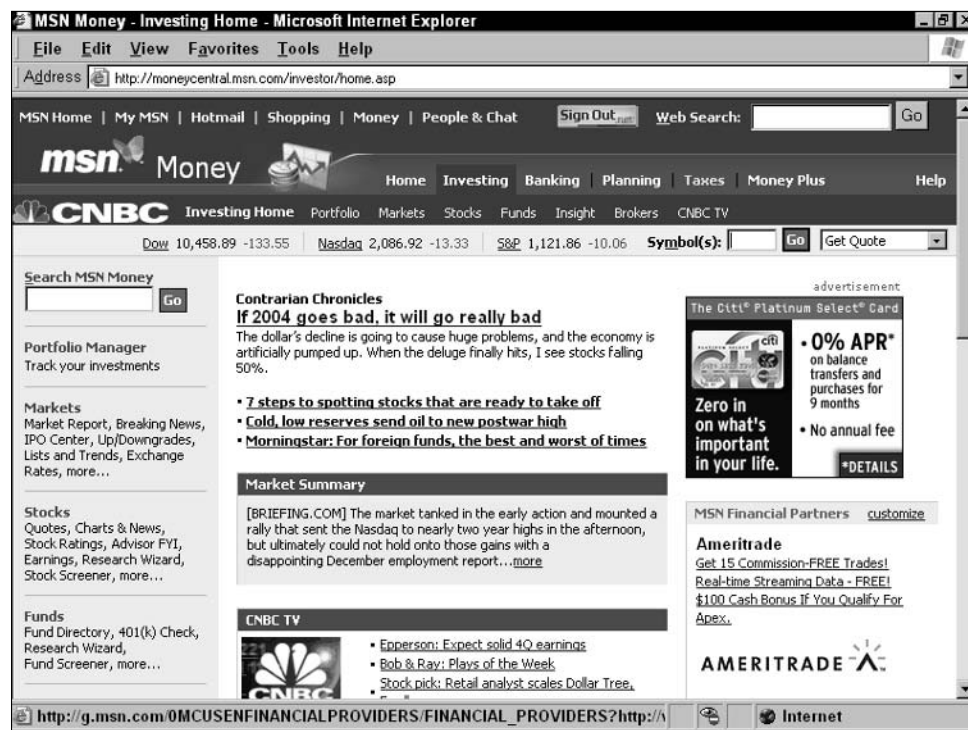 MSN Money - Investing Home - Microsoft Internet Explorer
File Edit View Favorites Tools Help
Address http://moneycentral.msn.com/investor/home.asp
MSN Home | My MSN | Hotmail | Shopping | Money | People & Chat Sign Out .net Web Search: Go
msn Money
Home Investing Banking Planning Taxes Money Plus Help
CNBC Investing Home Portfolio Markets Stocks Funds Insight Brokers CNBC TV
Dow 10,458.89 -133.55 Nasdaq 2,086.92 -13.33 S&P 1,121.86 -10.06 Symbol(s): Go Get Quote
Search MSN Money
Go
Portfolio Manager
Track your investments
Markets
Market Report, Breaking News,
IPO Center, Up/Downgrades,
Lists and Trends, Exchange
Rates, more...
Stocks
Quotes, Charts & News,
Stock Ratings, Advisor FYI,
Earnings, Research Wizard,
Stock Screener, more...
Funds
Fund Directory, 401(k) Check,
Research Wizard,
Fund Screener, more...
Contrarian Chronicles
If 2004 goes bad, it will go really bad
The dollar's decline is going to cause huge problems, and the economy is
artificially pumped up. When the deluge finally hits, I see stocks falling
50%.
▪ 7 steps to spotting stocks that are ready to take off
▪ Cold, low reserves send oil to new postwar high
▪ Morningstar: For foreign funds, the best and worst of times
Market Summary
[BRIEFING.COM] The market tanked in the early action and mounted a
rally that sent the Nasdaq to nearly two year highs in the afternoon,
but ultimately could not hold onto those gains with a
disappointing December employment report...more
CNBC TV
CNBC
▪ Epperson: Expect solid 4Q earnings
▪ Bob & Ray: Plays of the Week
▪ Stock pick: Retail analyst scales Dollar Tree,
advertisement
The Citi® Platinum Select® Card
citi
Zero in
on what's
important
in your life.
• 0% APR*
on balance
transfers and
purchases for
9 months
• No annual fee
*DETAILS
MSN Financial Partners customize
Ameritrade
Get 15 Commission-FREE Trades!
Real-time Streaming Data - FREE!
$100 Cash Bonus If You Qualify For
Apex.
AMERITRADE
http://g.msn.com/0MCUSENFINANCIALPROVIDERS/FINANCIAL_PROVIDERS?http:// Internet